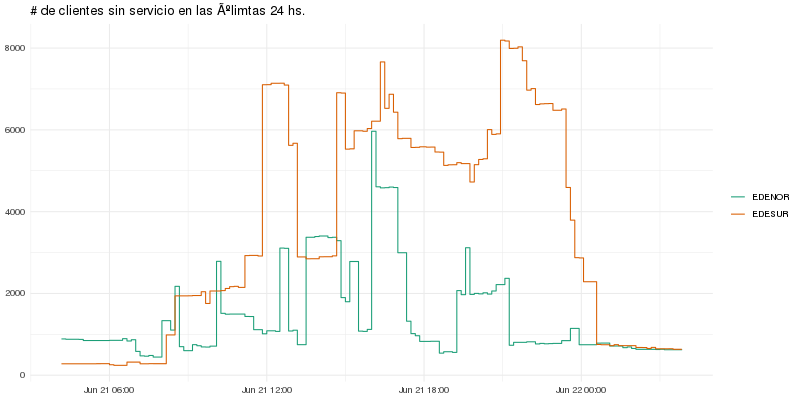 # de clientes sin servicio en las Ãºlimtas 24 hs.
8000
6000
4000
2000
0
Jun 21 06:00
Jun 21 12:00
Jun 21 18:00
Jun 22 00:00
EDENOR
EDESUR